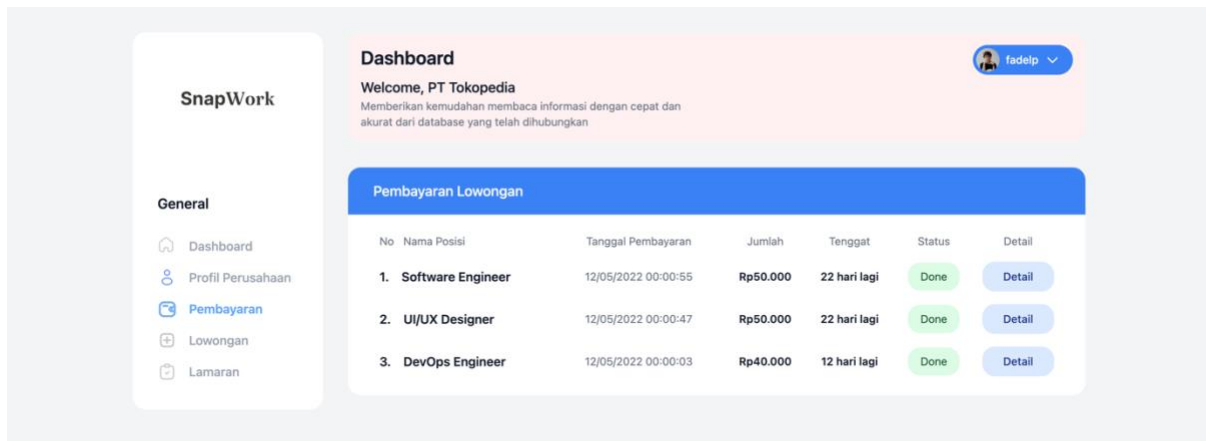 SnapWork
General
Dashboard
Profil Perusahaan
Pembayaran
Lowongan
Lamaran
Dashboard
fadelp
Welcome, PT Tokopedia
Memberikan kemudahan membaca informasi dengan cepat dan
akurat dari database yang telah dihubungkan
Pembayaran Lowongan
No Nama Posisi Tanggal Pembayaran Jumlah Tenggat Status Detail
1. Software Engineer 12/05/2022 00:00:55 Rp50.000 22 hari lagi Done Detail
2. UI/UX Designer 12/05/2022 00:00:47 Rp50.000 22 hari lagi Done Detail
3. DevOps Engineer 12/05/2022 00:00:03 Rp40.000 12 hari lagi Done Detail